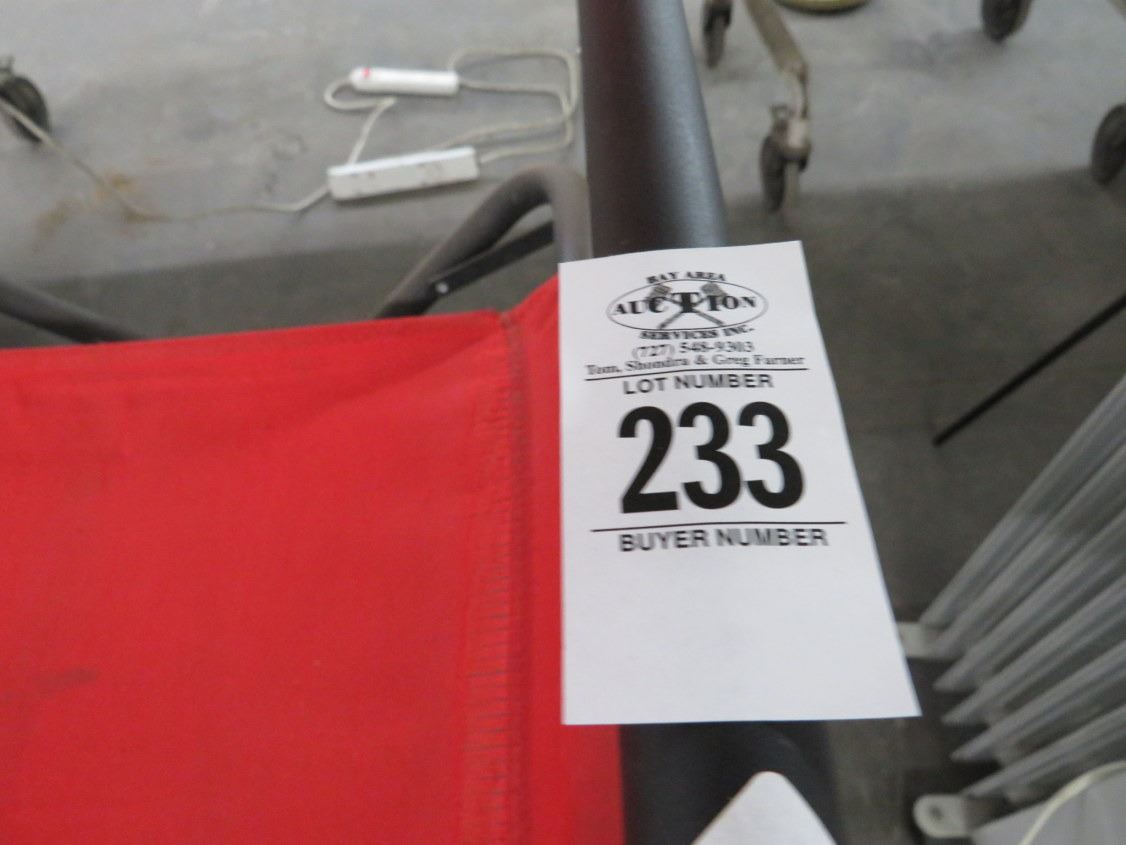 BAY AREA
AUCTION
SERVICES INC.
(727) 548-9303
Tom, Shondra & Greg Farner
LOT NUMBER
233
BUYER NUMBER